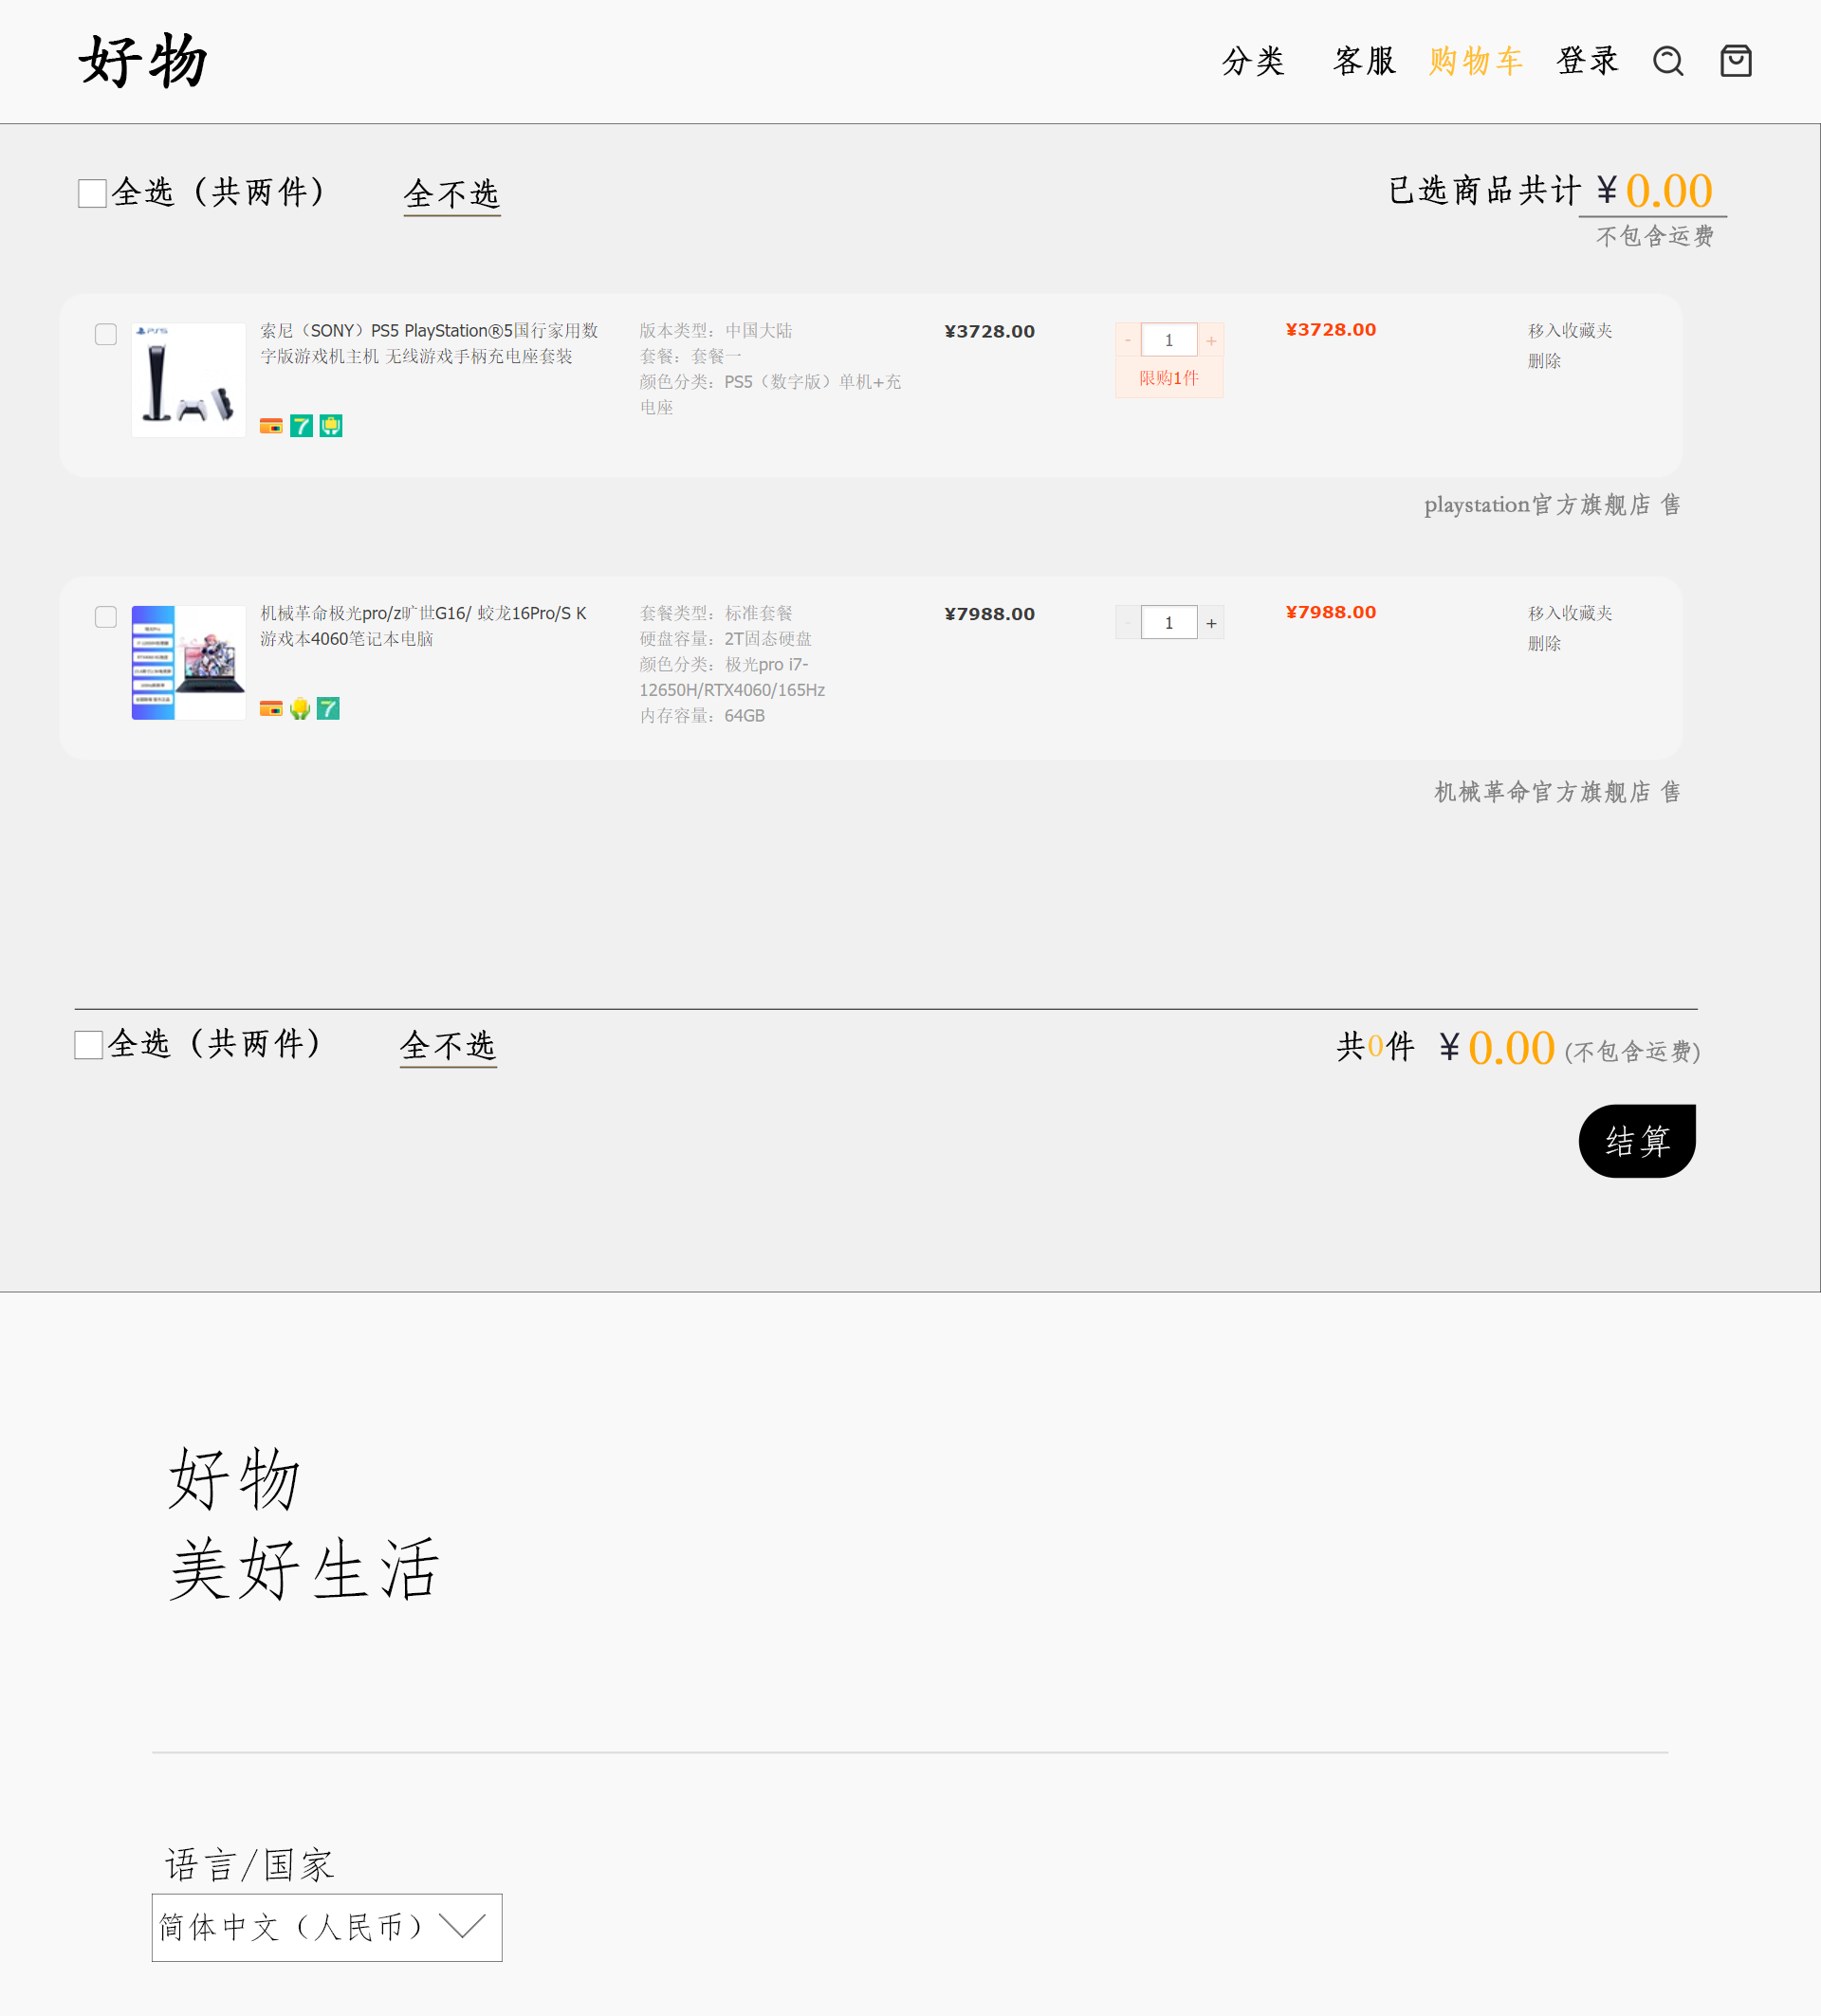 好物
分类 客服 购物车 登录
全选（共两件） 全不选
已选商品共计 ¥ 0.00
不包含运费
索尼（SONY）PS5 PlayStation®5国行家用数
字版游戏机主机 无线游戏手柄充电座套装
7
版本类型：中国大陆
套餐：套餐一
颜色分类：PS5（数字版）单机+充
电座
¥3728.00
- 1 +
限购1件
¥3728.00
移入收藏夹
删除
playstation官方旗舰店 售
机械革命极光pro/z旷世G16/ 蛟龙16Pro/S K
游戏本4060笔记本电脑
7
套餐类型：标准套餐
硬盘容量：2T固态硬盘
颜色分类：极光pro i7-
12650H/RTX4060/165Hz
内存容量：64GB
¥7988.00
- 1 +
¥7988.00
移入收藏夹
删除
机械革命官方旗舰店 售
全选（共两件） 全不选
共0件 ¥ 0.00 (不包含运费)
结算
好物
美好生活
语言/国家
简体中文（人民币）